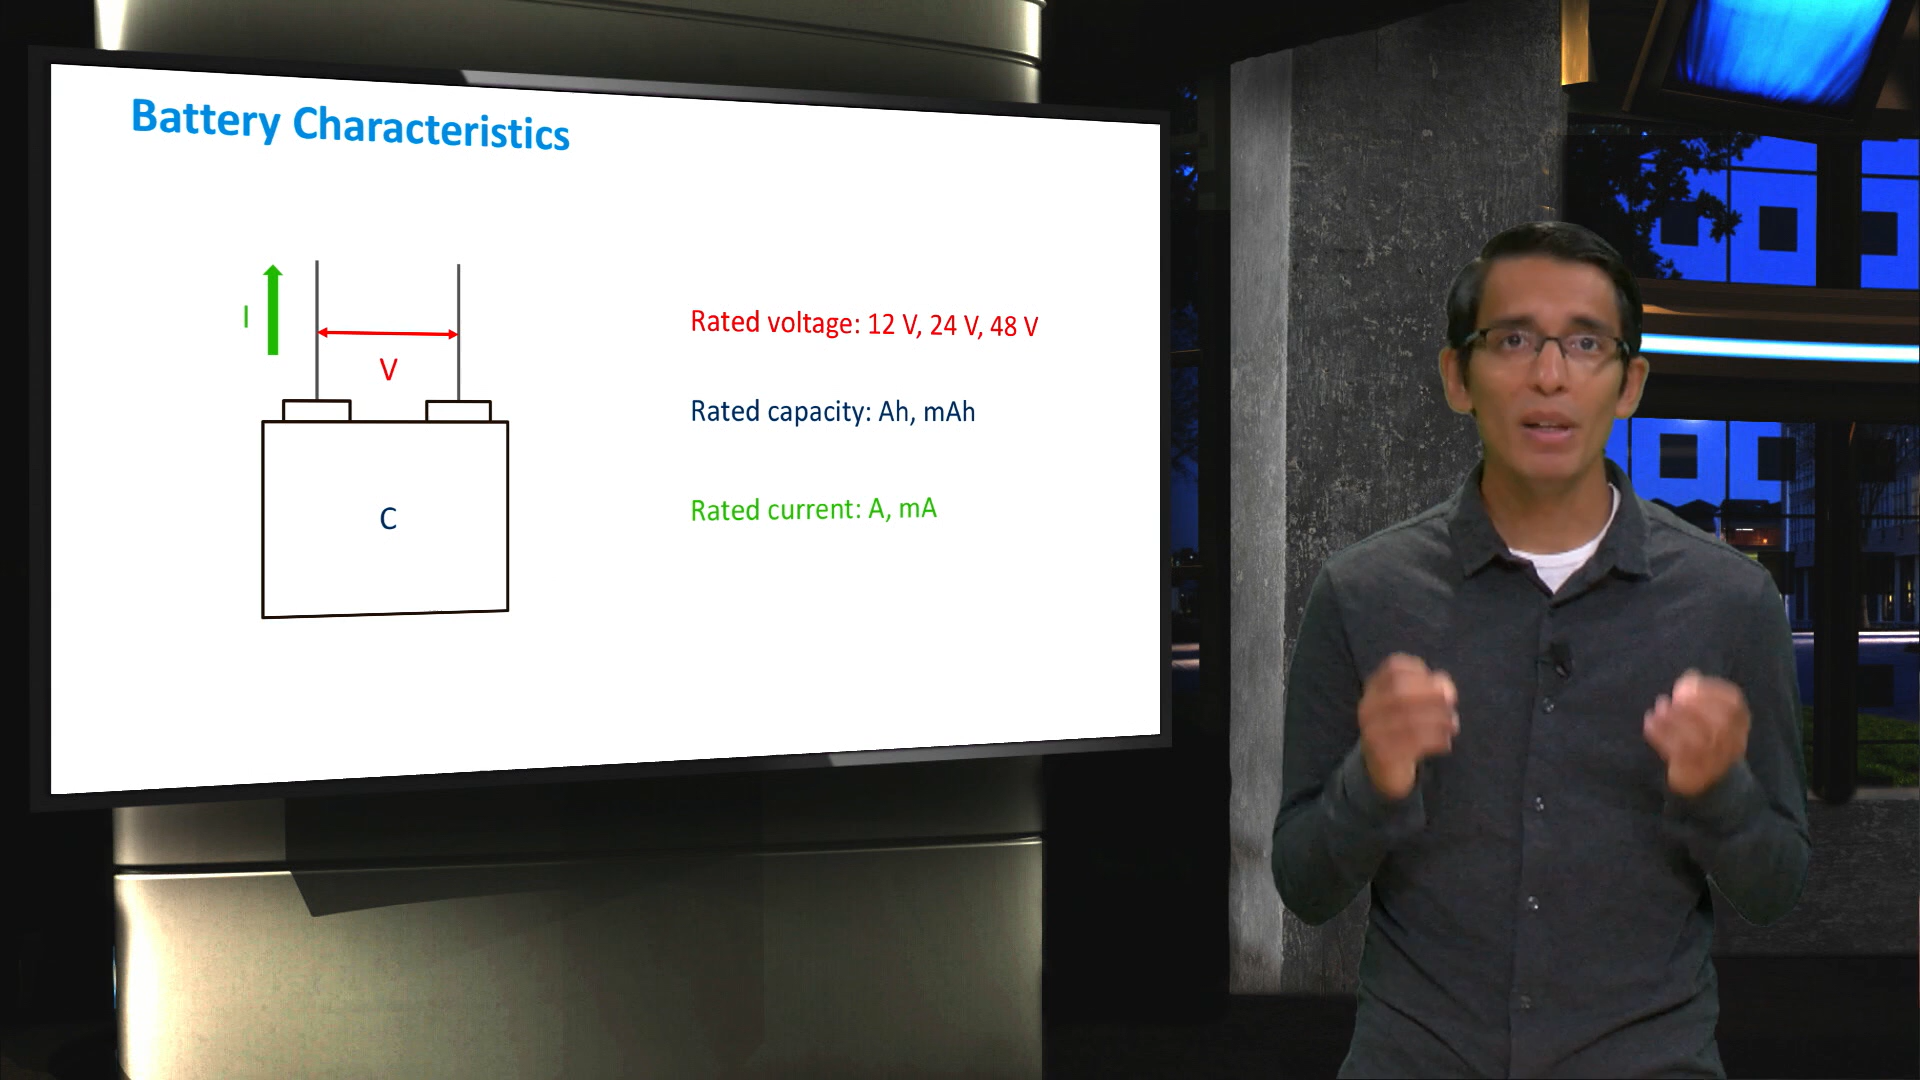 Battery Characteristics
I
V
C
Rated voltage: 12 V, 24 V, 48 V
Rated capacity: Ah, mAh
Rated current: A, mA